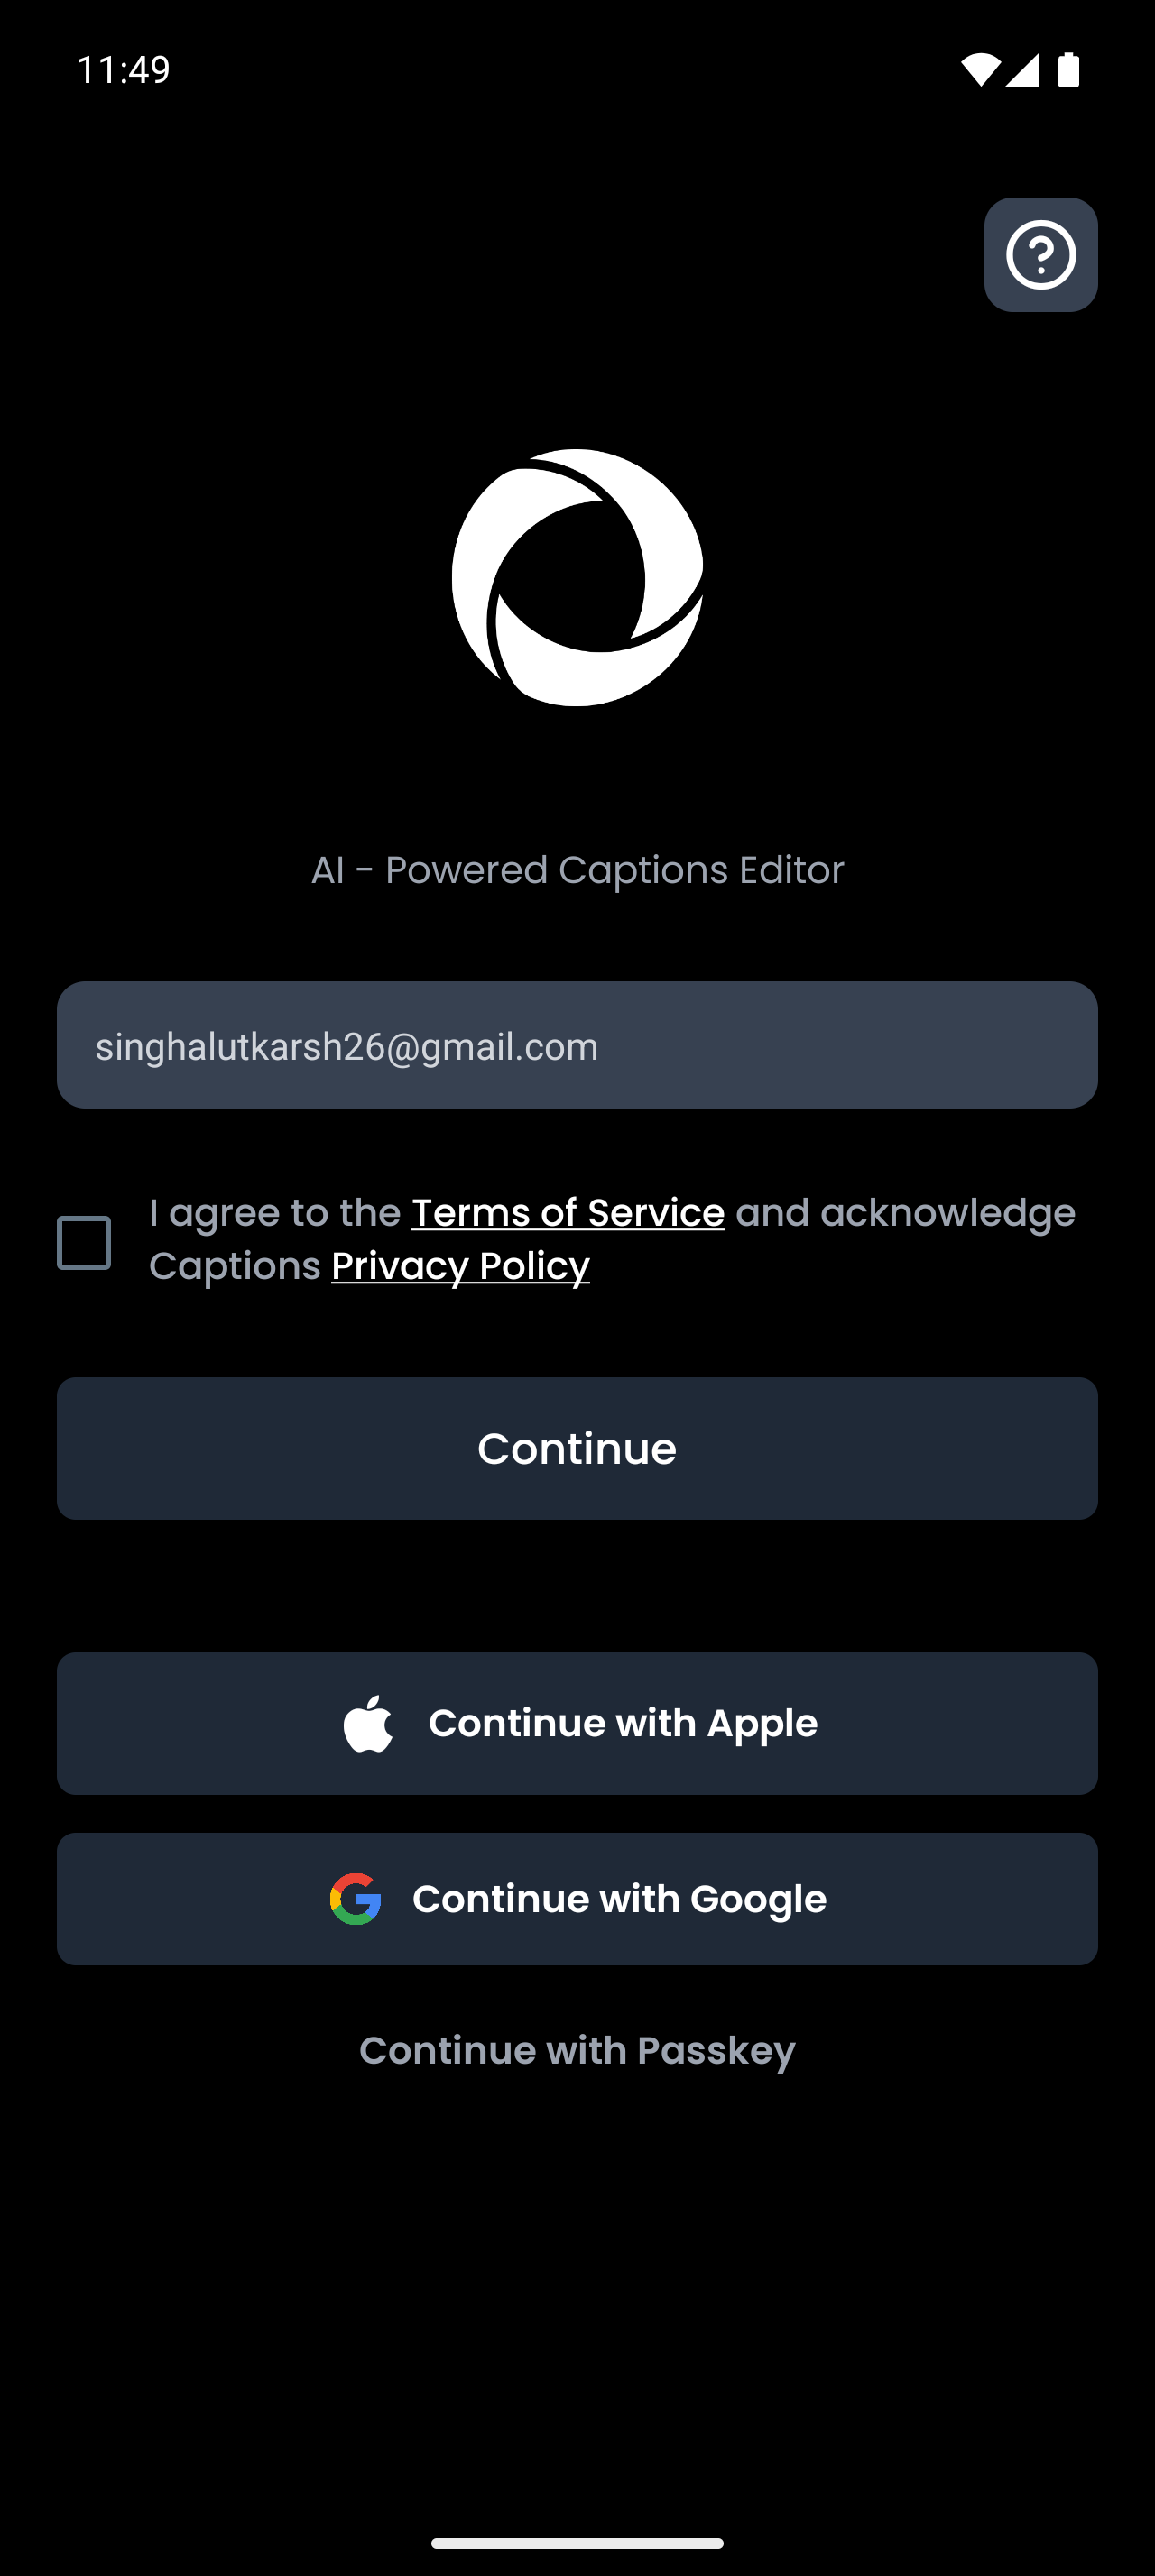 11:49
AI - Powered Captions Editor
singhalutkarsh26@gmail.com
I agree to the Terms of Service and acknowledge
Captions Privacy Policy
Continue
Continue with Apple
Continue with Google
Continue with Passkey